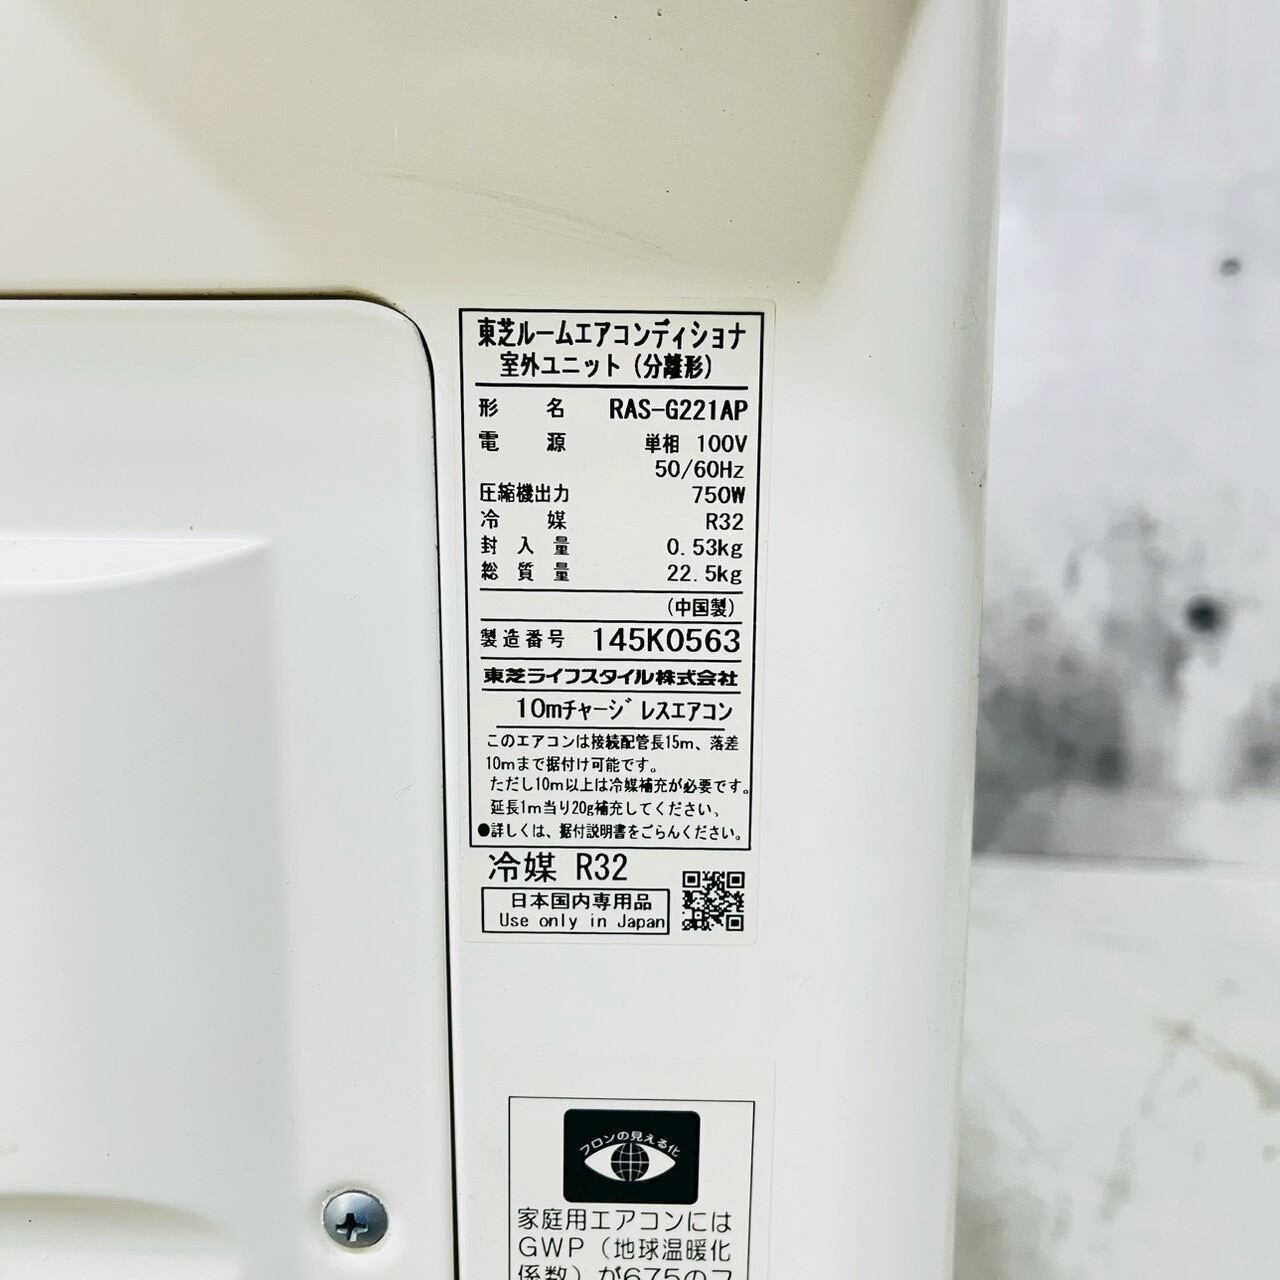 東芝ルームエアコンディショナ
室外ユニット（分離形）
形名 RAS-G221AP
電源 単相 100V
50/60Hz
圧縮機出力 750W
冷媒 R32
封入量 0.53kg
総質量 22.5kg
（中国製）
製造番号 145K0563
東芝ライフスタイル株式会社
10mチャージレスエアコン
このエアコンは接続配管長15m、落差
10mまで据付け可能です。
ただし10m以上は冷媒補充が必要です。
延長1m当り20g補充してください。
●詳しくは、据付説明書をごらんください。
冷媒 R32
日本国内専用品
Use only in Japan
フロンの見える化
家庭用エアコンには
GWP（地球温暖化
係数）が675のフ